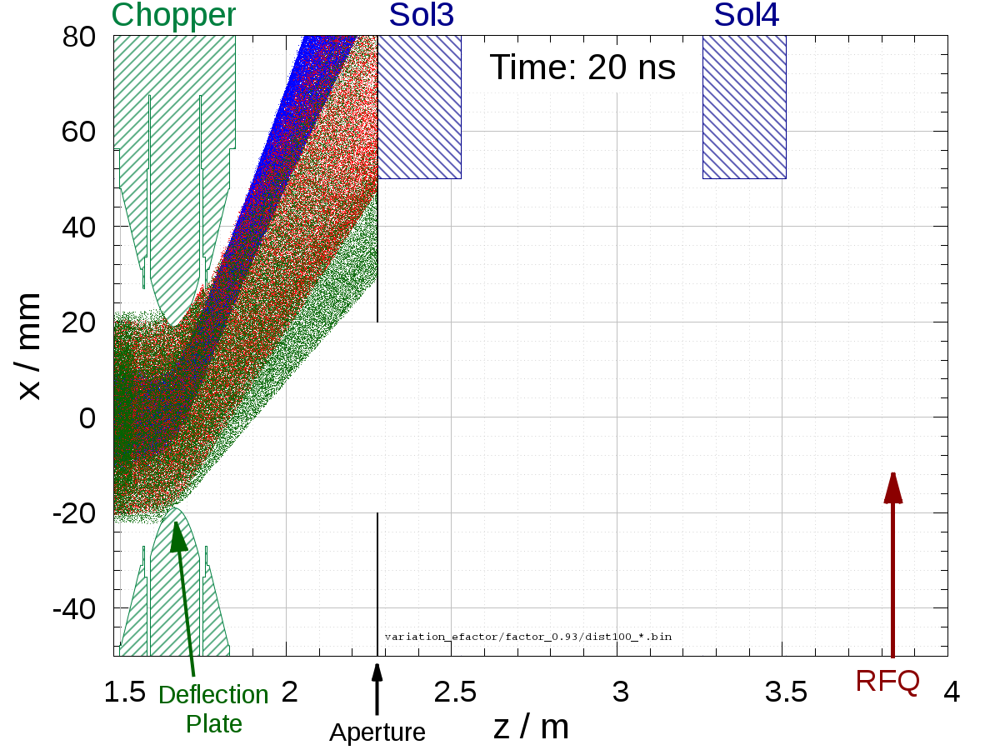 Chopper Sol3 Sol4
80
Time: 20 ns
60
40
x / mm
20
0
-20
-40
variation_efactor/factor_0.93/dist100_*.bin
1.5 2 2.5 3 3.5 4
Deflection
Plate
RFQ
Aperture
z / m